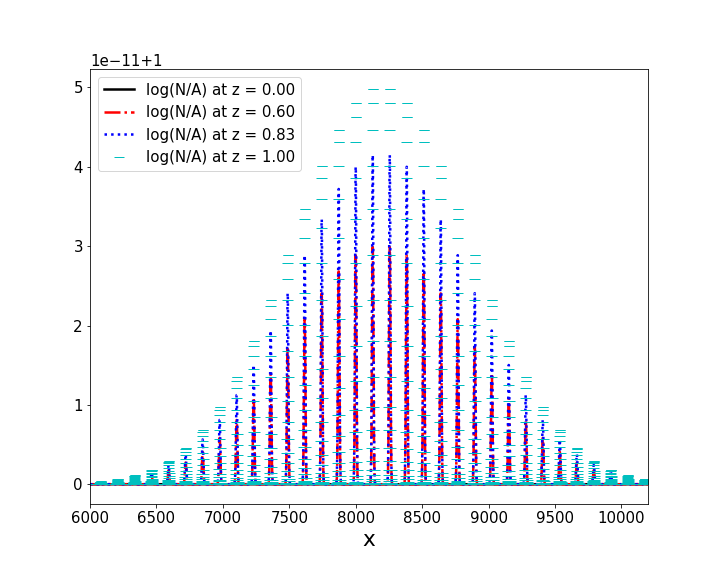 1e−11+1
log(N/A) at z = 0.00
log(N/A) at z = 0.60
log(N/A) at z = 0.83
log(N/A) at z = 1.00
5
4
3
2
1
0
6000 6500 7000 7500 8000 8500 9000 9500 10000
x